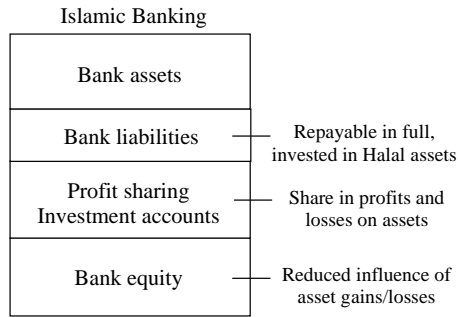 Islamic Banking
Bank assets
Bank liabilities
Repayable in full,
invested in Halal assets
Profit sharing
Investment accounts
Share in profits and
losses on assets
Bank equity
Reduced influence of
asset gains/losses